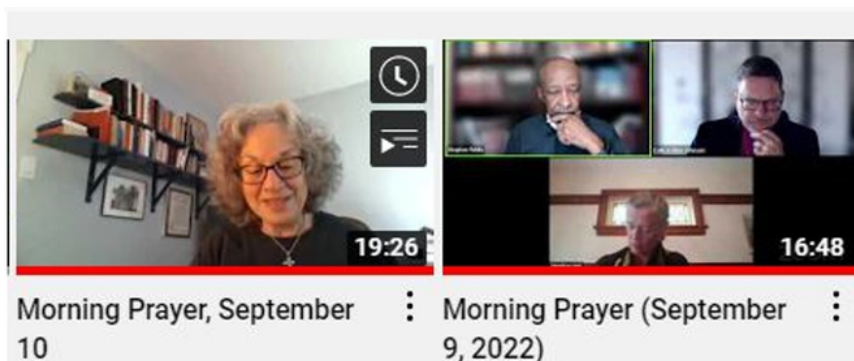 19:26
16:48
Morning Prayer, September
10
Morning Prayer (September
9, 2022)